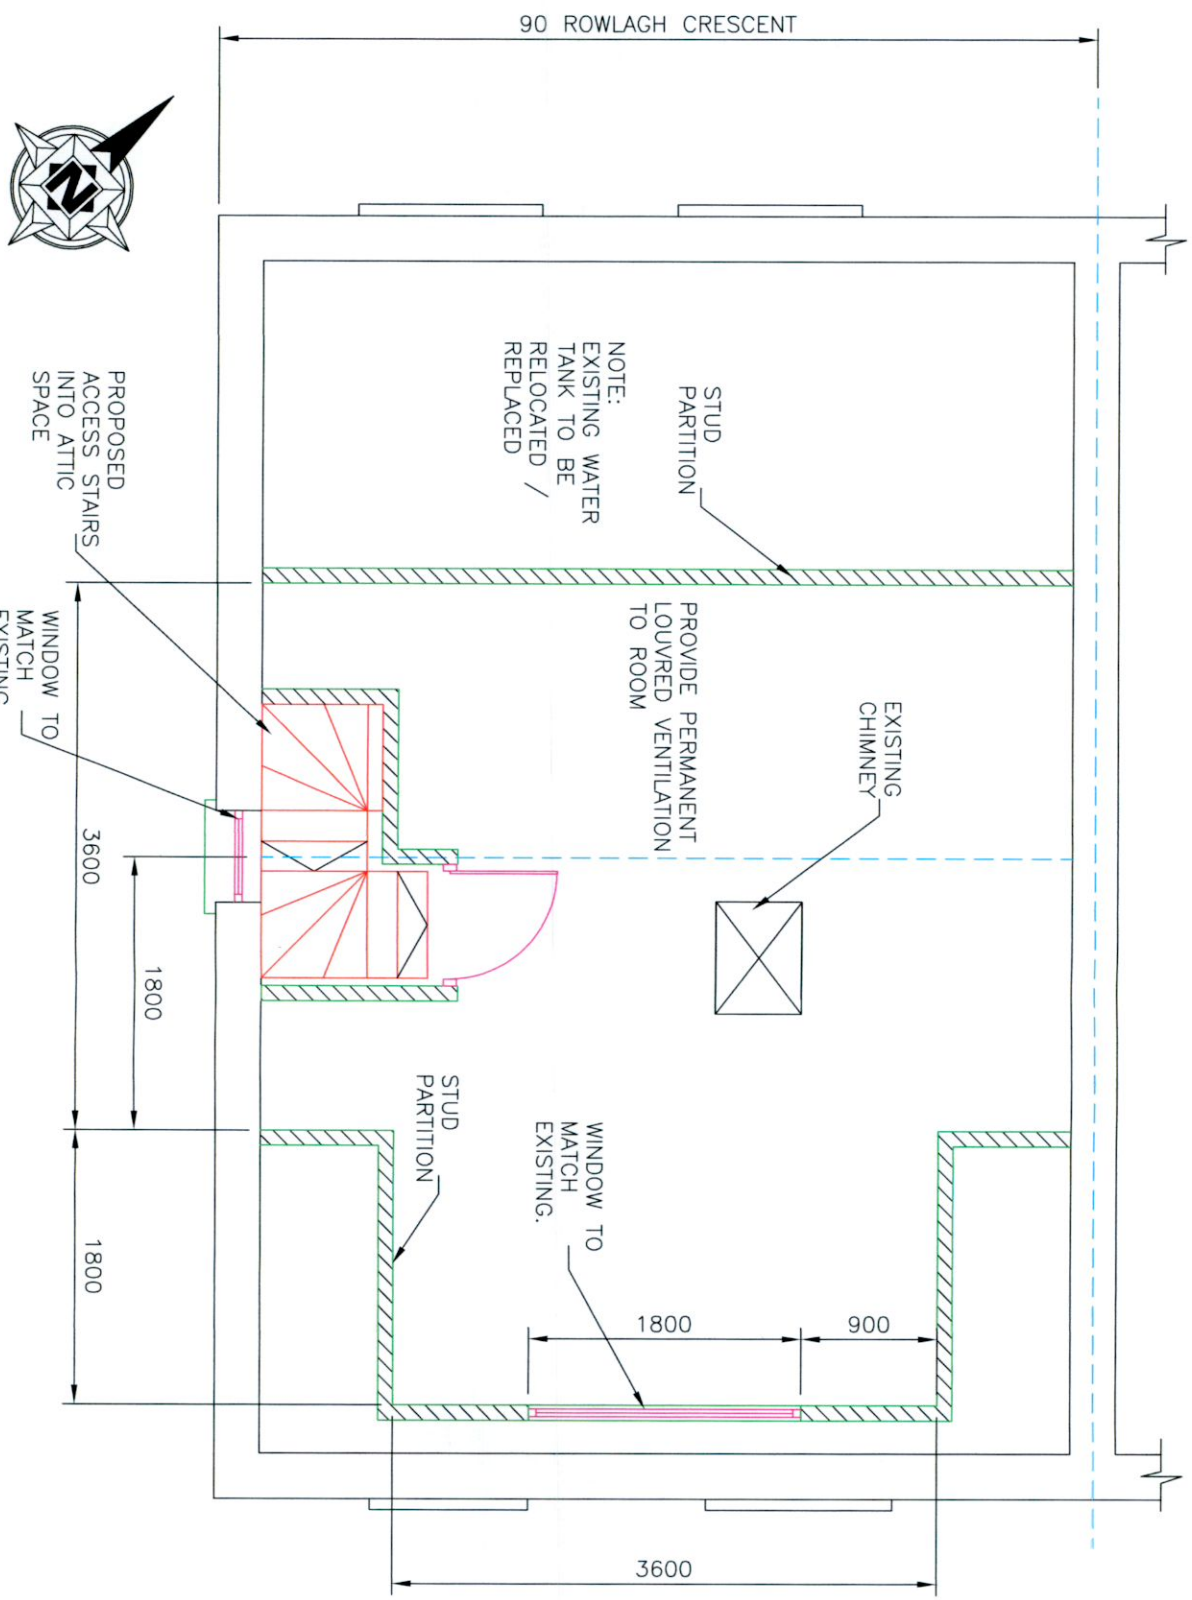 90 ROWLAGH CRESCENT
N
NOTE:
EXISTING WATER
TANK TO BE
RELOCATED /
REPLACED
STUD
PARTITION
PROPOSED
ACCESS STAIRS
INTO ATTIC
SPACE
PROVIDE PERMANENT
LOUVRED VENTILATION
TO ROOM
EXISTING
CHIMNEY
WINDOW TO
MATCH
EXISTING
3600
1800
STUD
PARTITION
WINDOW TO
MATCH
EXISTING.
1800
1800
900
3600